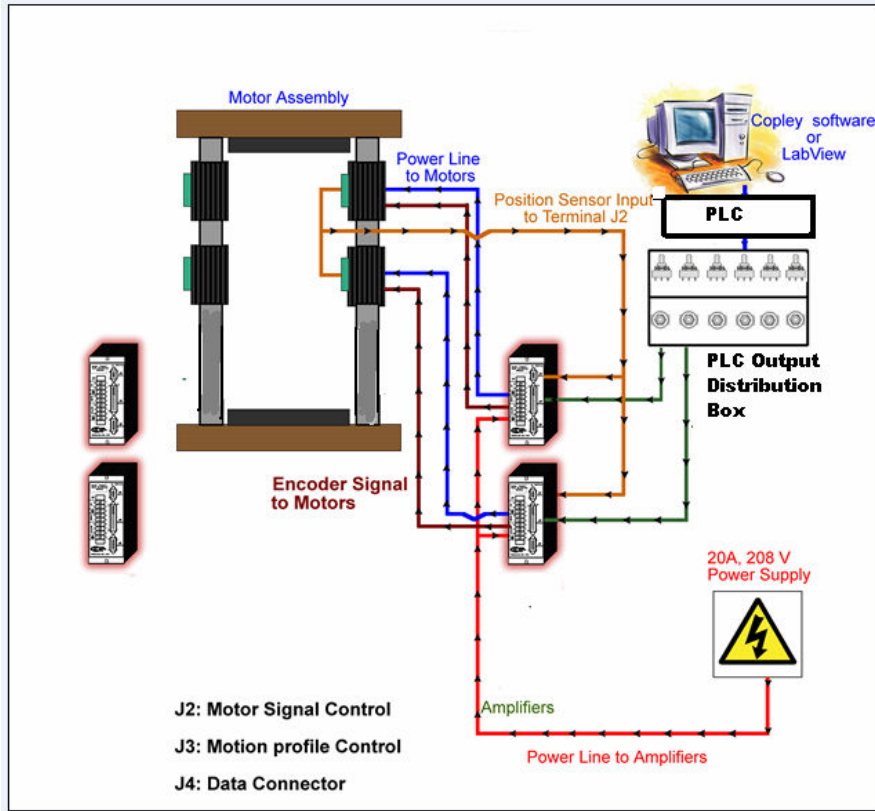 Motor Assembly
Power Line
to Motors
Position Sensor Input
to Terminal J2
Copley software
or
LabView
PLC
PLC Output
Distribution
Box
Encoder Signal
to Motors
20A, 208 V
Power Supply
Amplifiers
Power Line to Amplifiers
J2: Motor Signal Control
J3: Motion profile Control
J4: Data Connector